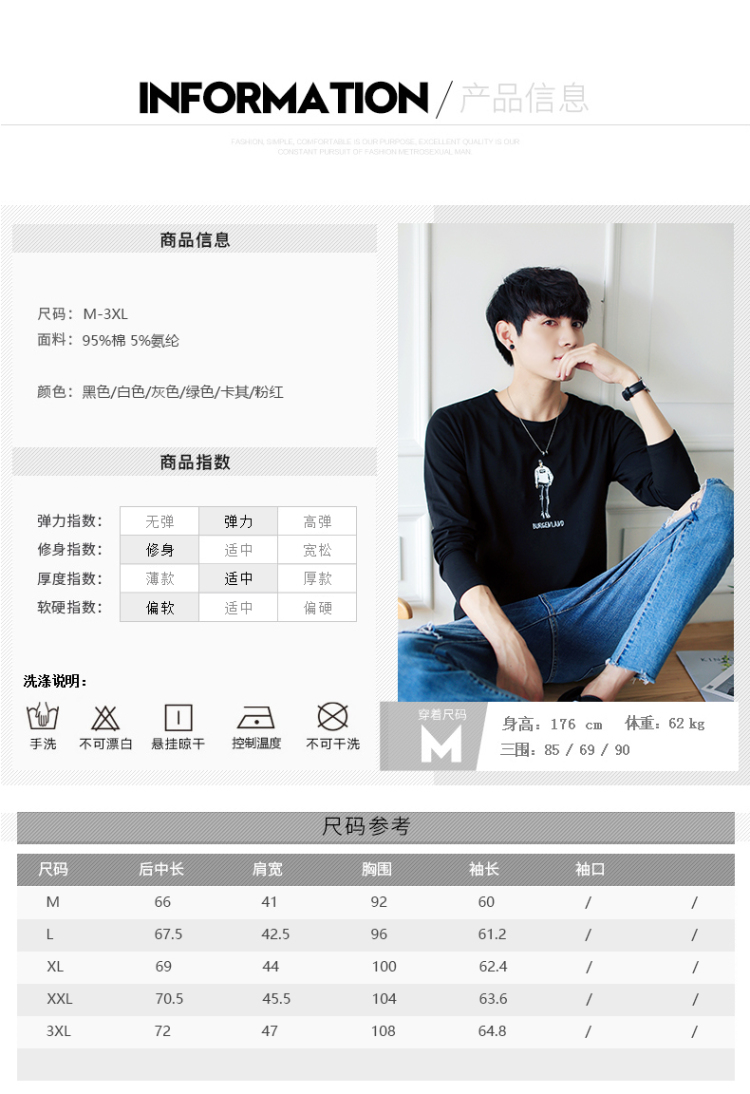 INFORMATION/产品信息
FASHION, SIMPLE, COMFORTABLE IS OUR PURPOSE, EXCELLENT QUALITY IS OUR
CONSTANT PURSUIT OF FASHION METROSEXUAL MAN
商品信息
尺码：M-3XL
面料：95%棉 5%氨纶
颜色：黑色/白色/灰色/绿色/卡其/粉红
商品指数
弹力指数： 无弹 弹力 高弹
修身指数： 修身 适中 宽松
厚度指数： 薄款 适中 厚款
软硬指数： 偏软 适中 偏硬
BURGENLAND
洗涤说明：
手洗 不可漂白 悬挂晾干 控制温度 不可干洗
穿着尺码
M
身高：176 cm 体重：62 kg
三围：85 / 69 / 90
尺码参考
尺码 后中长 肩宽 胸围 袖长 袖口
M 66 41 92 60 / /
L 67.5 42.5 96 61.2 / /
XL 69 44 100 62.4 / /
XXL 70.5 45.5 104 63.6 / /
3XL 72 47 108 64.8 / /